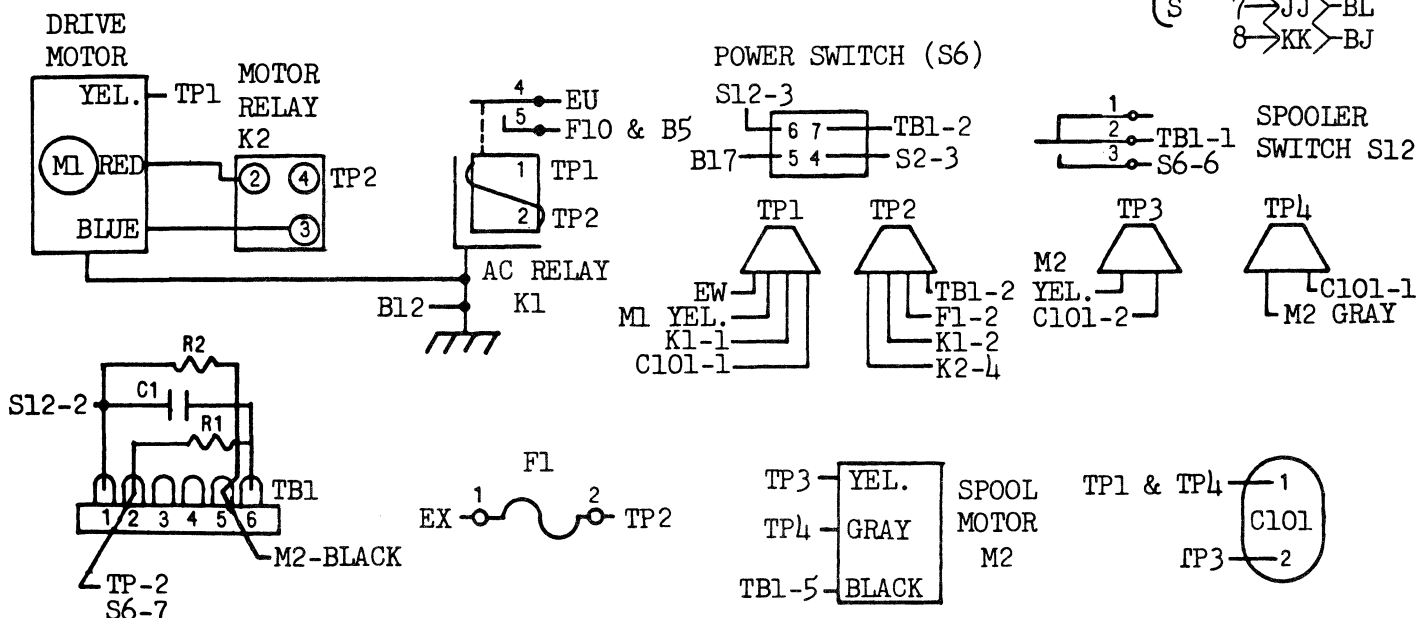 S 7 JJ BL
8 KK BJ
DRIVE
MOTOR
YEL. TP1
M1 RED
BLUE
MOTOR
RELAY
K2
2 4 TP2
3
4 EU
5 F10 & B5
1 TP1
2 TP2
AC RELAY
K1
B12
POWER SWITCH (S6)
S12-3
6 7 TB1-2
B17 5 4 S2-3
1
2 TB1-1
3 S6-6
SPOOLER
SWITCH S12
TP1
EW
M1 YEL.
K1-1
C101-1
TP2
TB1-2
F1-2
K1-2
K2-4
TP3
M2
YEL.
C101-2
TP4
C101-1
M2 GRAY
R2
S12-2 C1
R1
TB1
1 2 3 4 5 6
M2-BLACK
TP-2
S6-7
F1
1 2
EX TP2
TP3 YEL.
TP4 GRAY
TB1-5 BLACK
SPOOL
MOTOR
M2
TP1 & TP4 1
C101
TP3 2